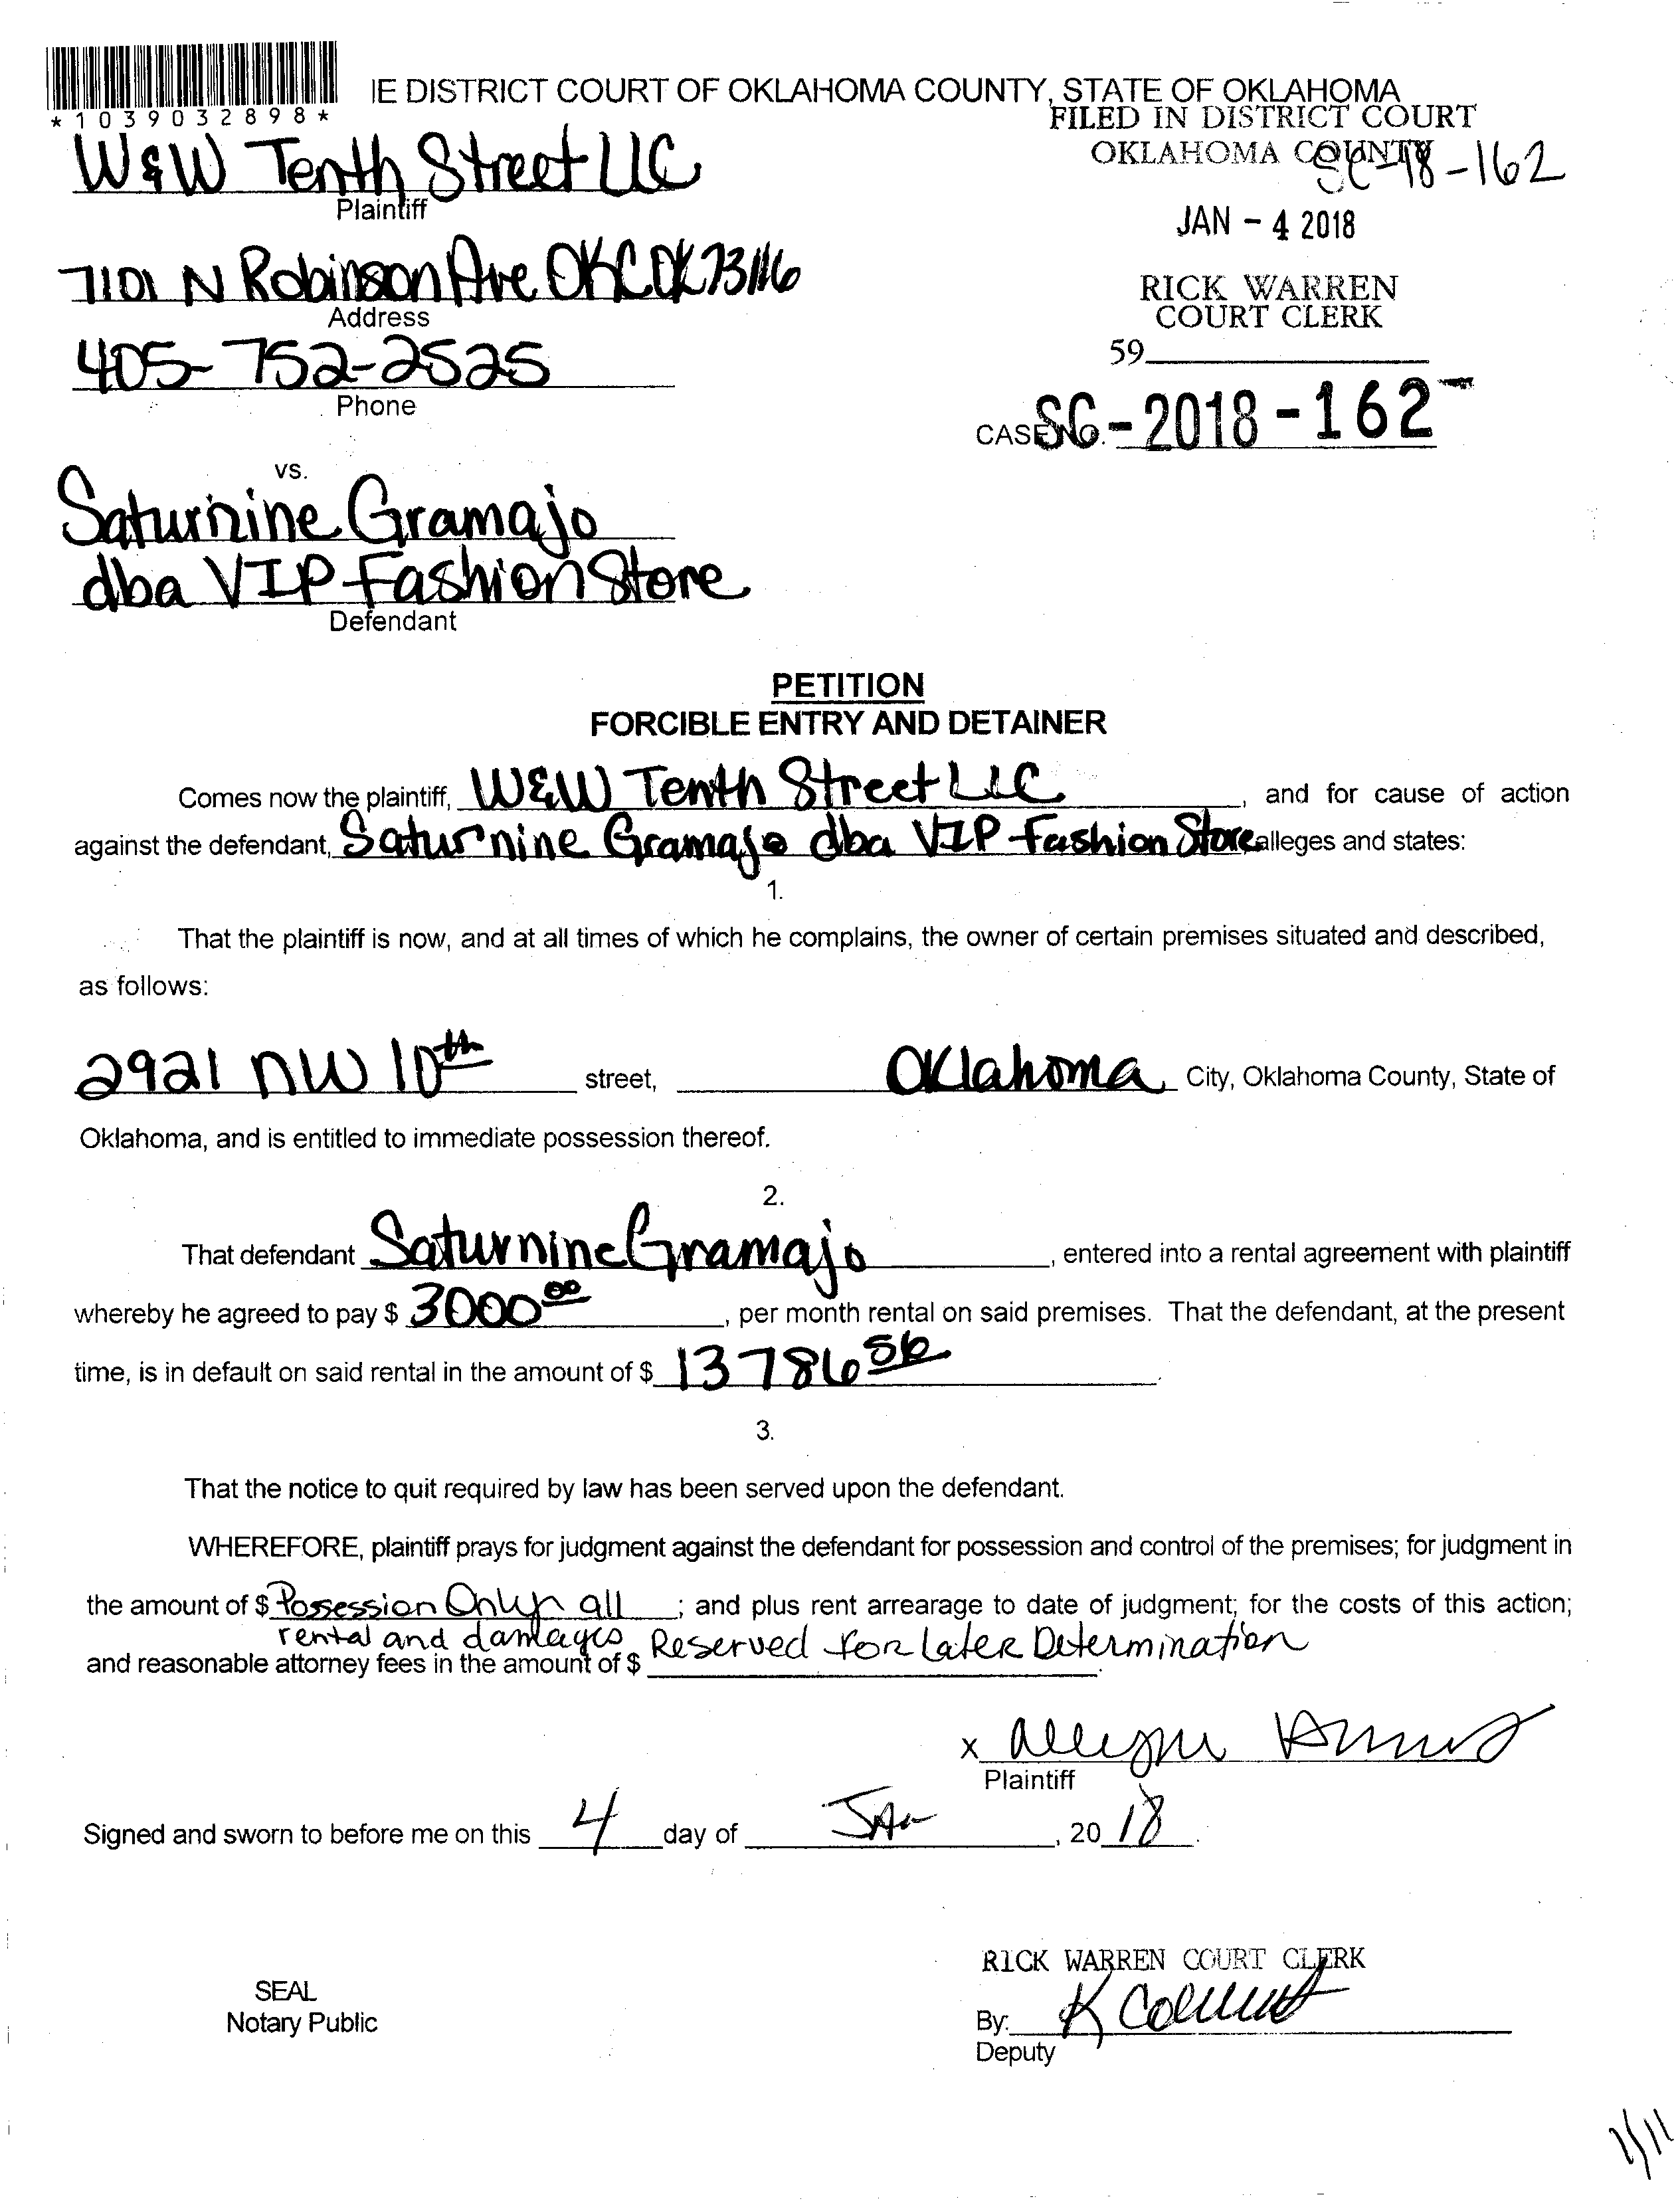 *1039032898*
IE DISTRICT COURT OF OKLAHOMA COUNTY, STATE OF OKLAHOMA
FILED IN DISTRICT COURT
OKLAHOMA COUNTY
SC-18-162
W&W Tenth Street LLC
Plaintiff
JAN - 4 2018
7101 N Robinson Ave OKC OK 73116
Address
RICK WARREN
COURT CLERK
405-752-2525
Phone
59
CASE NO. SC-2018-162
vs.
Saturnine Gramajo
dba VIP Fashion Store
Defendant
PETITION
FORCIBLE ENTRY AND DETAINER
Comes now the plaintiff, W&W Tenth Street LLC, and for cause of action
against the defendant, Saturnine Gramajo dba VIP Fashion Store alleges and states:
1.
That the plaintiff is now, and at all times of which he complains, the owner of certain premises situated and described,
as follows:
2921 NW 10th street, Oklahoma City, Oklahoma County, State of
Oklahoma, and is entitled to immediate possession thereof.
2.
That defendant Saturnine Gramajo, entered into a rental agreement with plaintiff
whereby he agreed to pay $ 3000 00, per month rental on said premises. That the defendant, at the present
time, is in default on said rental in the amount of $ 13786 56.
3.
That the notice to quit required by law has been served upon the defendant.
WHEREFORE, plaintiff prays for judgment against the defendant for possession and control of the premises; for judgment in
the amount of $ Possession Only all; and plus rent arrearage to date of judgment; for the costs of this action;
rental and damages Reserved for Later Determination
and reasonable attorney fees in the amount of $
x
Plaintiff
Signed and sworn to before me on this 4 day of Jan, 20 18.
RICK WARREN COURT CLERK
SEAL
Notary Public
By: K
Deputy